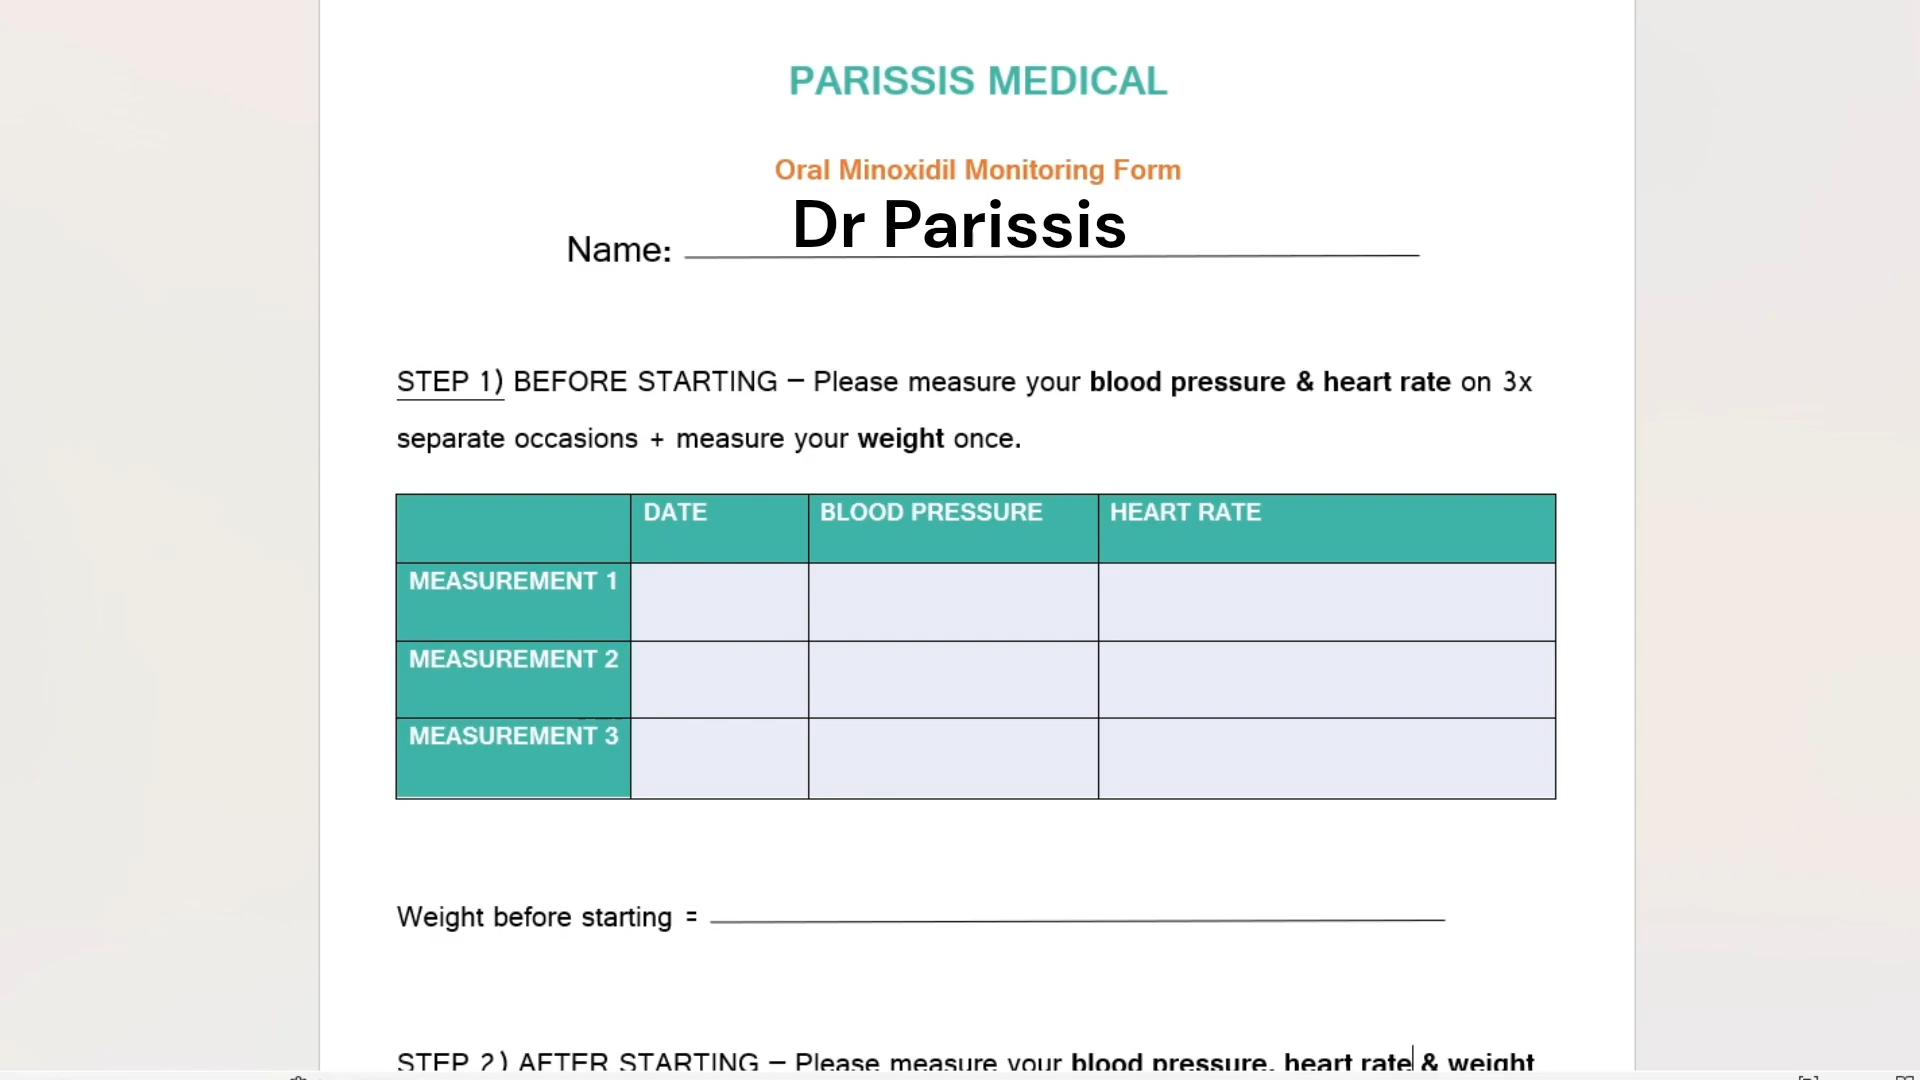 PARISSIS MEDICAL
Oral Minoxidil Monitoring Form
Dr Parissis
Name:
STEP 1) BEFORE STARTING – Please measure your blood pressure & heart rate on 3x
separate occasions + measure your weight once.
DATE BLOOD PRESSURE HEART RATE
MEASUREMENT 1
MEASUREMENT 2
MEASUREMENT 3
Weight before starting =
STEP 2) AFTER STARTING – Please measure your blood pressure, heart rate & weight